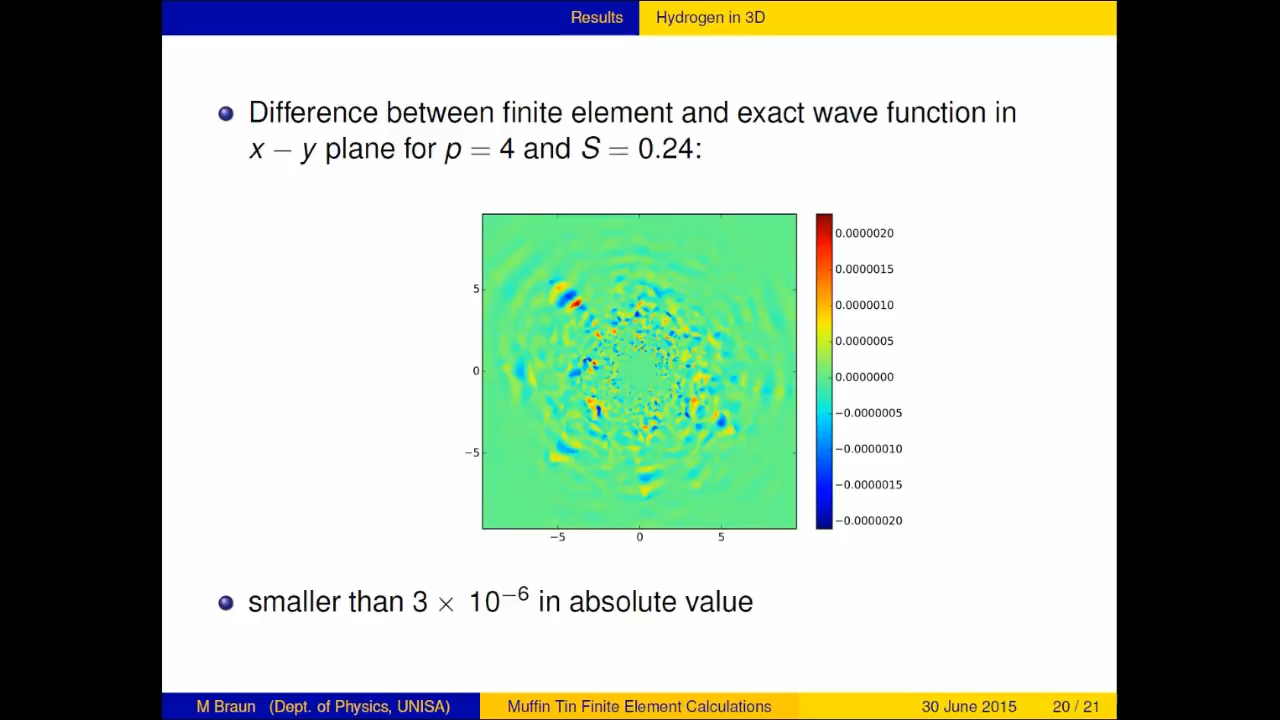 Results Hydrogen in 3D
Difference between finite element and exact wave function in
x − y plane for p = 4 and S = 0.24:
0.0000020
0.0000015
0.0000010
0.0000005
0.0000000
−0.0000005
−0.0000010
−0.0000015
−0.0000020
5
0
−5
−5 0 5
smaller than 3 × 10⁻⁶ in absolute value
M Braun (Dept. of Physics, UNISA) Muffin Tin Finite Element Calculations 30 June 2015 20 / 21